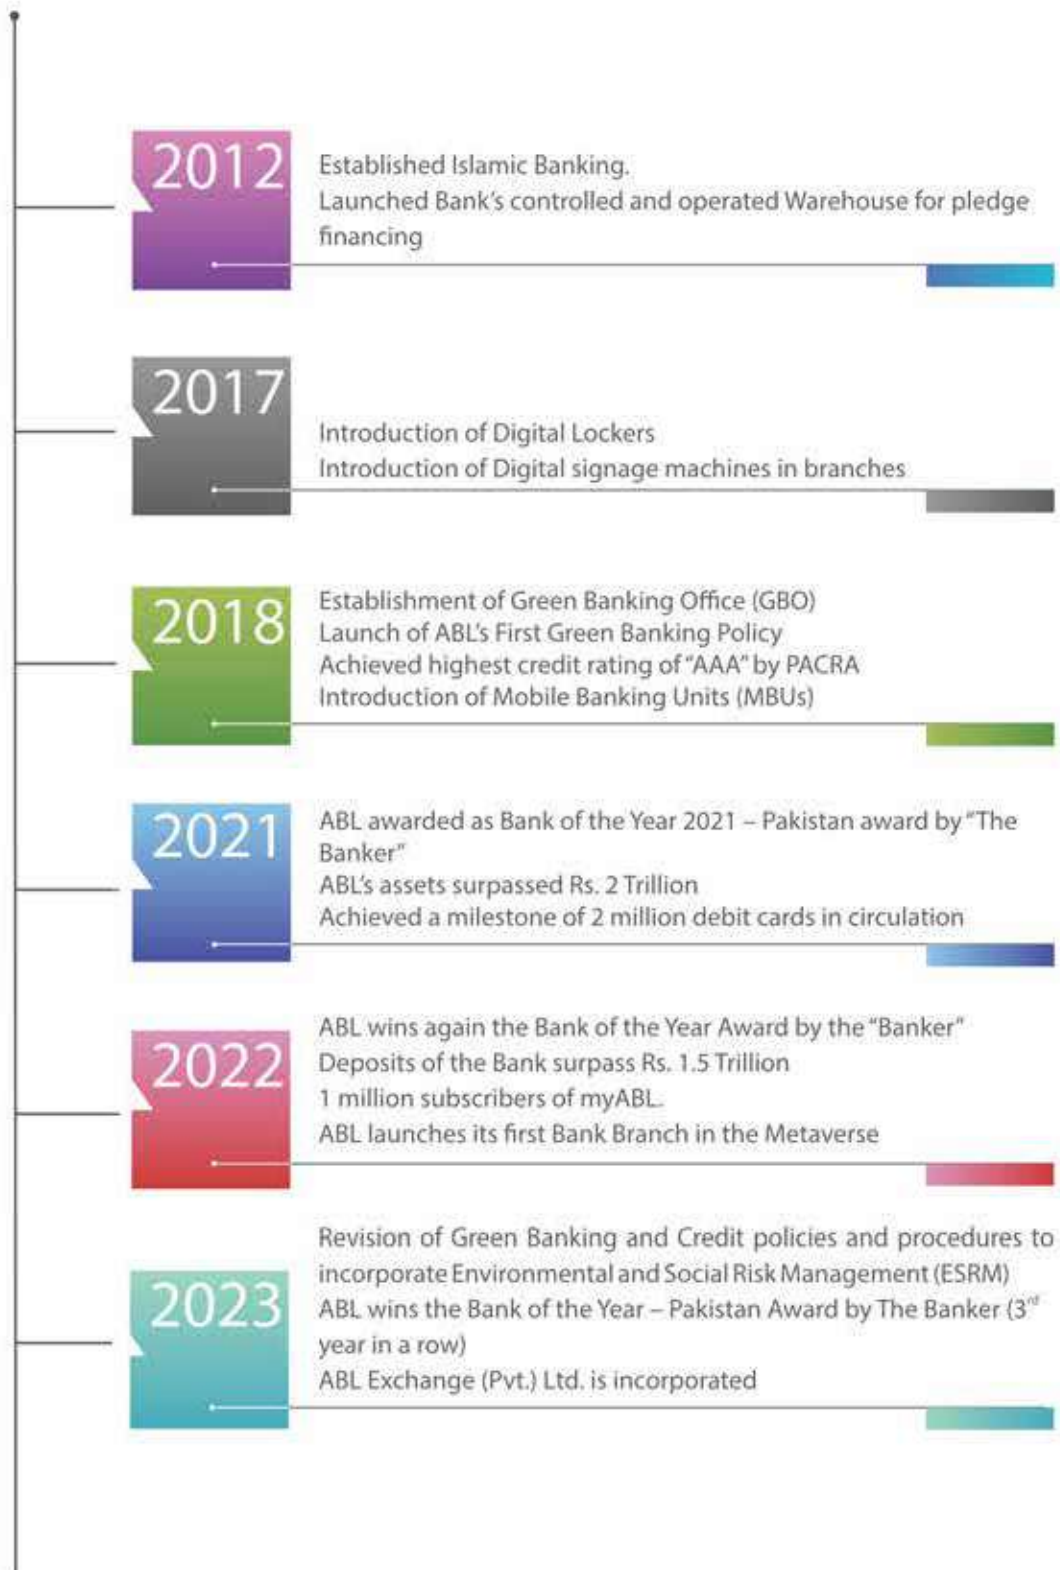 2012
Established Islamic Banking.
Launched Bank’s controlled and operated Warehouse for pledge
financing
2017
Introduction of Digital Lockers
Introduction of Digital signage machines in branches
2018
Establishment of Green Banking Office (GBO)
Launch of ABL’s First Green Banking Policy
Achieved highest credit rating of “AAA” by PACRA
Introduction of Mobile Banking Units (MBUs)
2021
ABL awarded as Bank of the Year 2021 – Pakistan award by “The
Banker”
ABL’s assets surpassed Rs. 2 Trillion
Achieved a milestone of 2 million debit cards in circulation
2022
ABL wins again the Bank of the Year Award by the “Banker”
Deposits of the Bank surpass Rs. 1.5 Trillion
1 million subscribers of myABL.
ABL launches its first Bank Branch in the Metaverse
2023
Revision of Green Banking and Credit policies and procedures to
incorporate Environmental and Social Risk Management (ESRM)
ABL wins the Bank of the Year – Pakistan Award by The Banker (3rd
year in a row)
ABL Exchange (Pvt.) Ltd. is incorporated